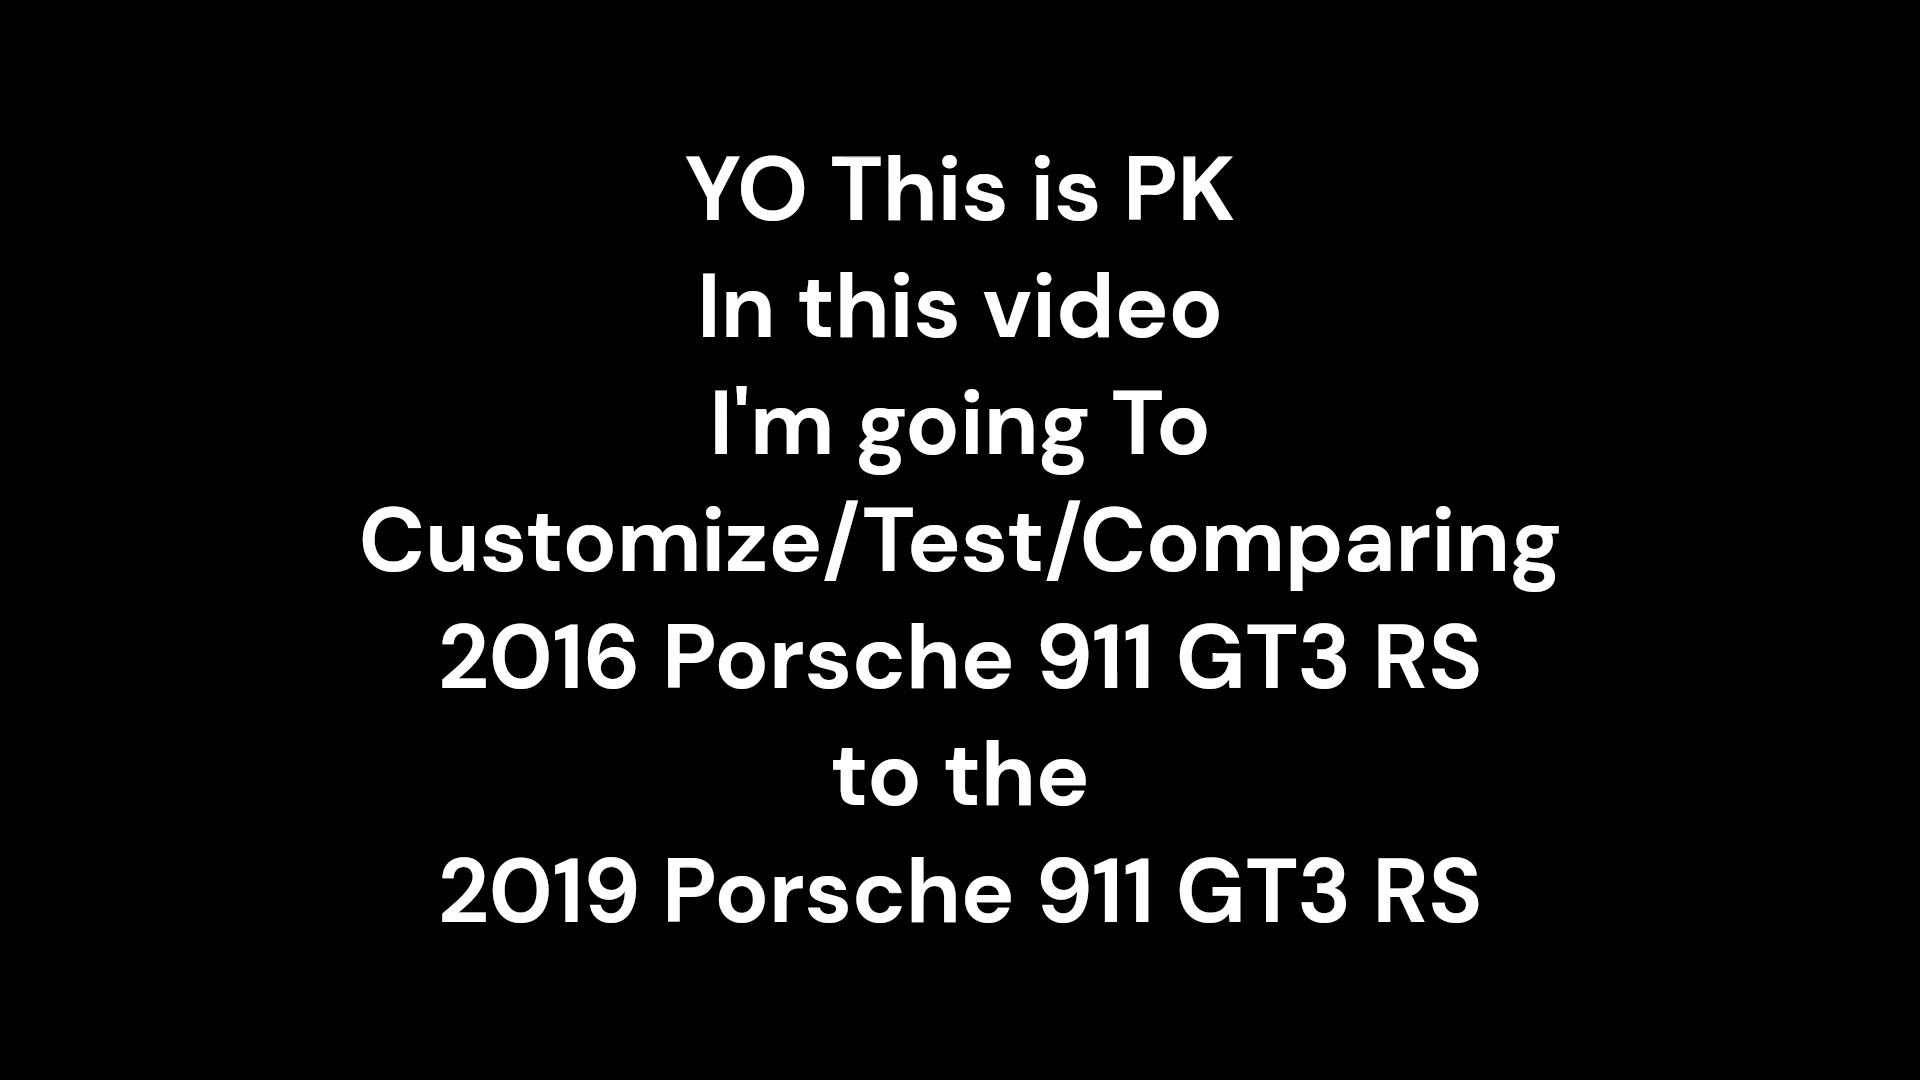 YO This is PK
In this video
I'm going To
Customize/Test/Comparing
2016 Porsche 911 GT3 RS
to the
2019 Porsche 911 GT3 RS